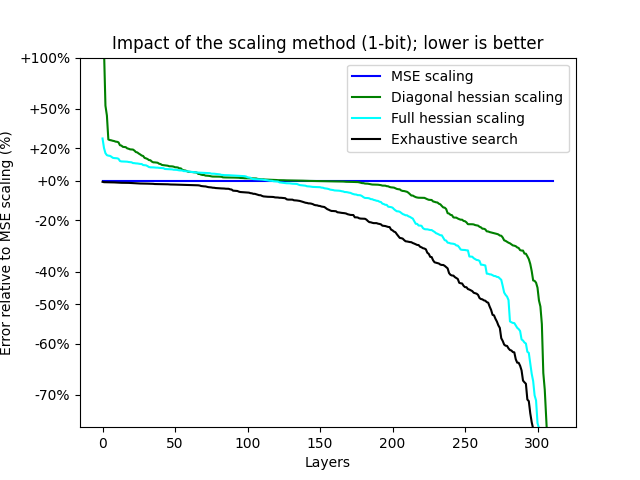 Impact of the scaling method (1-bit); lower is better
Error relative to MSE scaling (%)
+100%
+50%
+20%
+0%
-20%
-40%
-50%
-60%
-70%
MSE scaling
Diagonal hessian scaling
Full hessian scaling
Exhaustive search
0 50 100 150 200 250 300
Layers